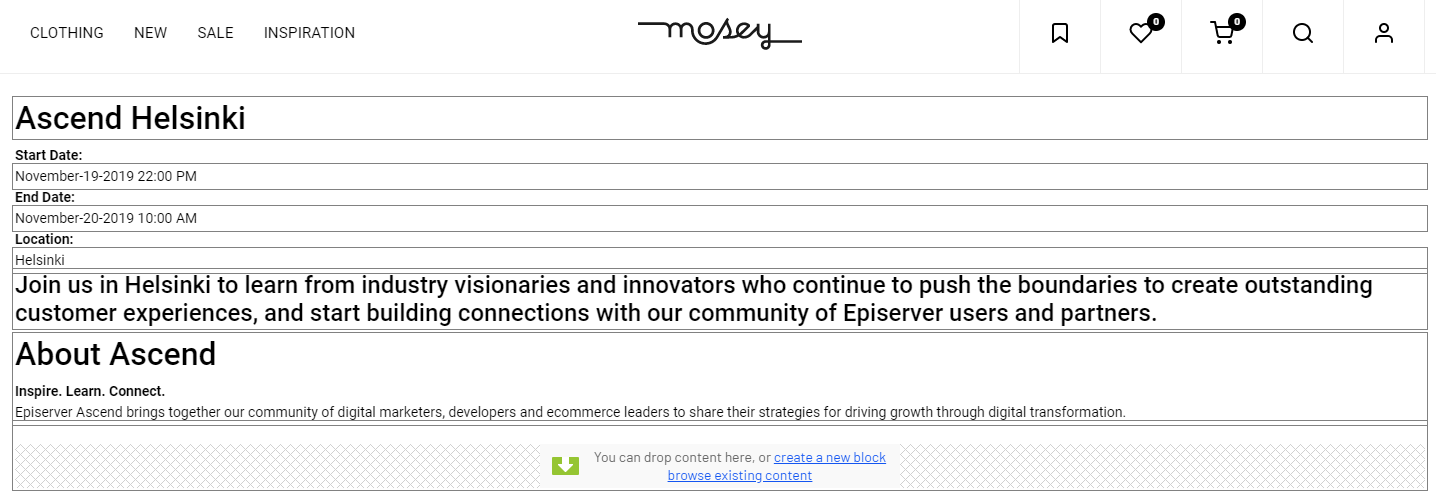 CLOTHING NEW SALE INSPIRATION mosey 0 0
Ascend Helsinki
Start Date:
November-19-2019 22:00 PM
End Date:
November-20-2019 10:00 AM
Location:
Helsinki
Join us in Helsinki to learn from industry visionaries and innovators who continue to push the boundaries to create outstanding
customer experiences, and start building connections with our community of Episerver users and partners.
About Ascend
Inspire. Learn. Connect.
Episerver Ascend brings together our community of digital marketers, developers and ecommerce leaders to share their strategies for driving growth through digital transformation.
You can drop content here, or create a new block
browse existing content